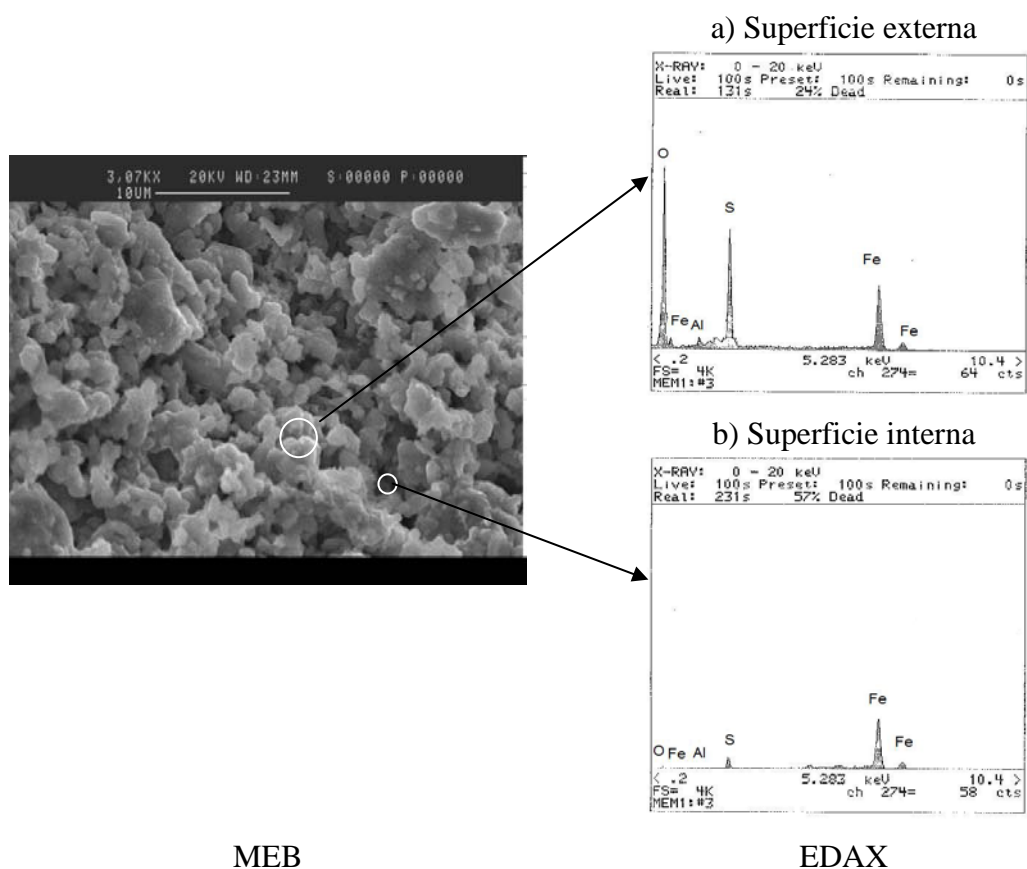 a) Superficie externa
X-RAY: 0 - 20 keV
Live: 100s Preset: 100s Remaining: 0s
Real: 131s 24% Dead
O
S
Fe
Fe Al
Fe
< .2 5.283 keV 10.4 >
FS= 4K ch 274= 64 cts
MEM1:#3
3,07KX 20KV WD:23MM S:00000 P:00000
10UM
b) Superficie interna
X-RAY: 0 - 20 keV
Live: 100s Preset: 100s Remaining: 0s
Real: 231s 57% Dead
Fe
S
Fe
O Fe Al
< .2 5.283 keV 10.4 >
FS= 4K ch 274= 58 cts
MEM1:#3
MEB
EDAX